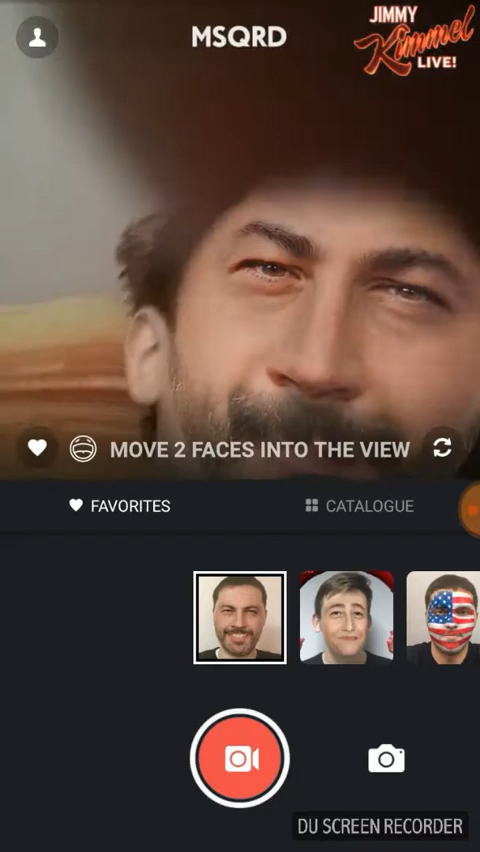 MSQRD
JIMMY
Kimmel
LIVE!
MOVE 2 FACES INTO THE VIEW
FAVORITES
CATALOGUE
DU SCREEN RECORDER